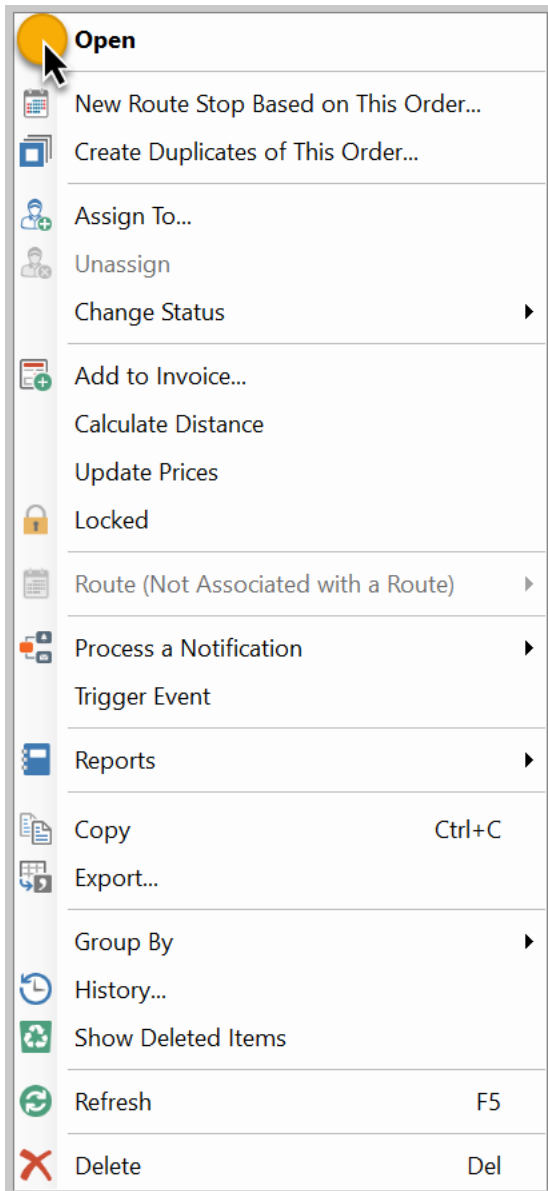 Open
New Route Stop Based on This Order...
Create Duplicates of This Order...
Assign To...
Unassign
Change Status
Add to Invoice...
Calculate Distance
Update Prices
Locked
Route (Not Associated with a Route)
Process a Notification
Trigger Event
Reports
Copy Ctrl+C
Export...
Group By
History...
Show Deleted Items
Refresh F5
Delete Del